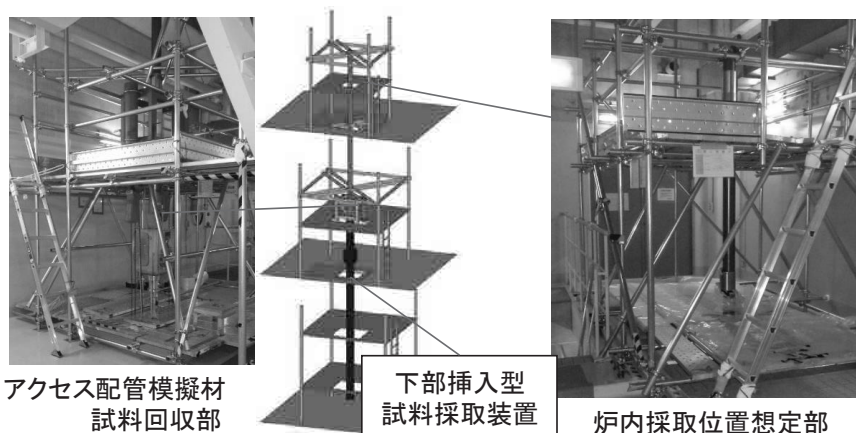 アクセス配管模擬材
試料回収部
下部挿入型
試料採取装置
炉内採取位置想定部